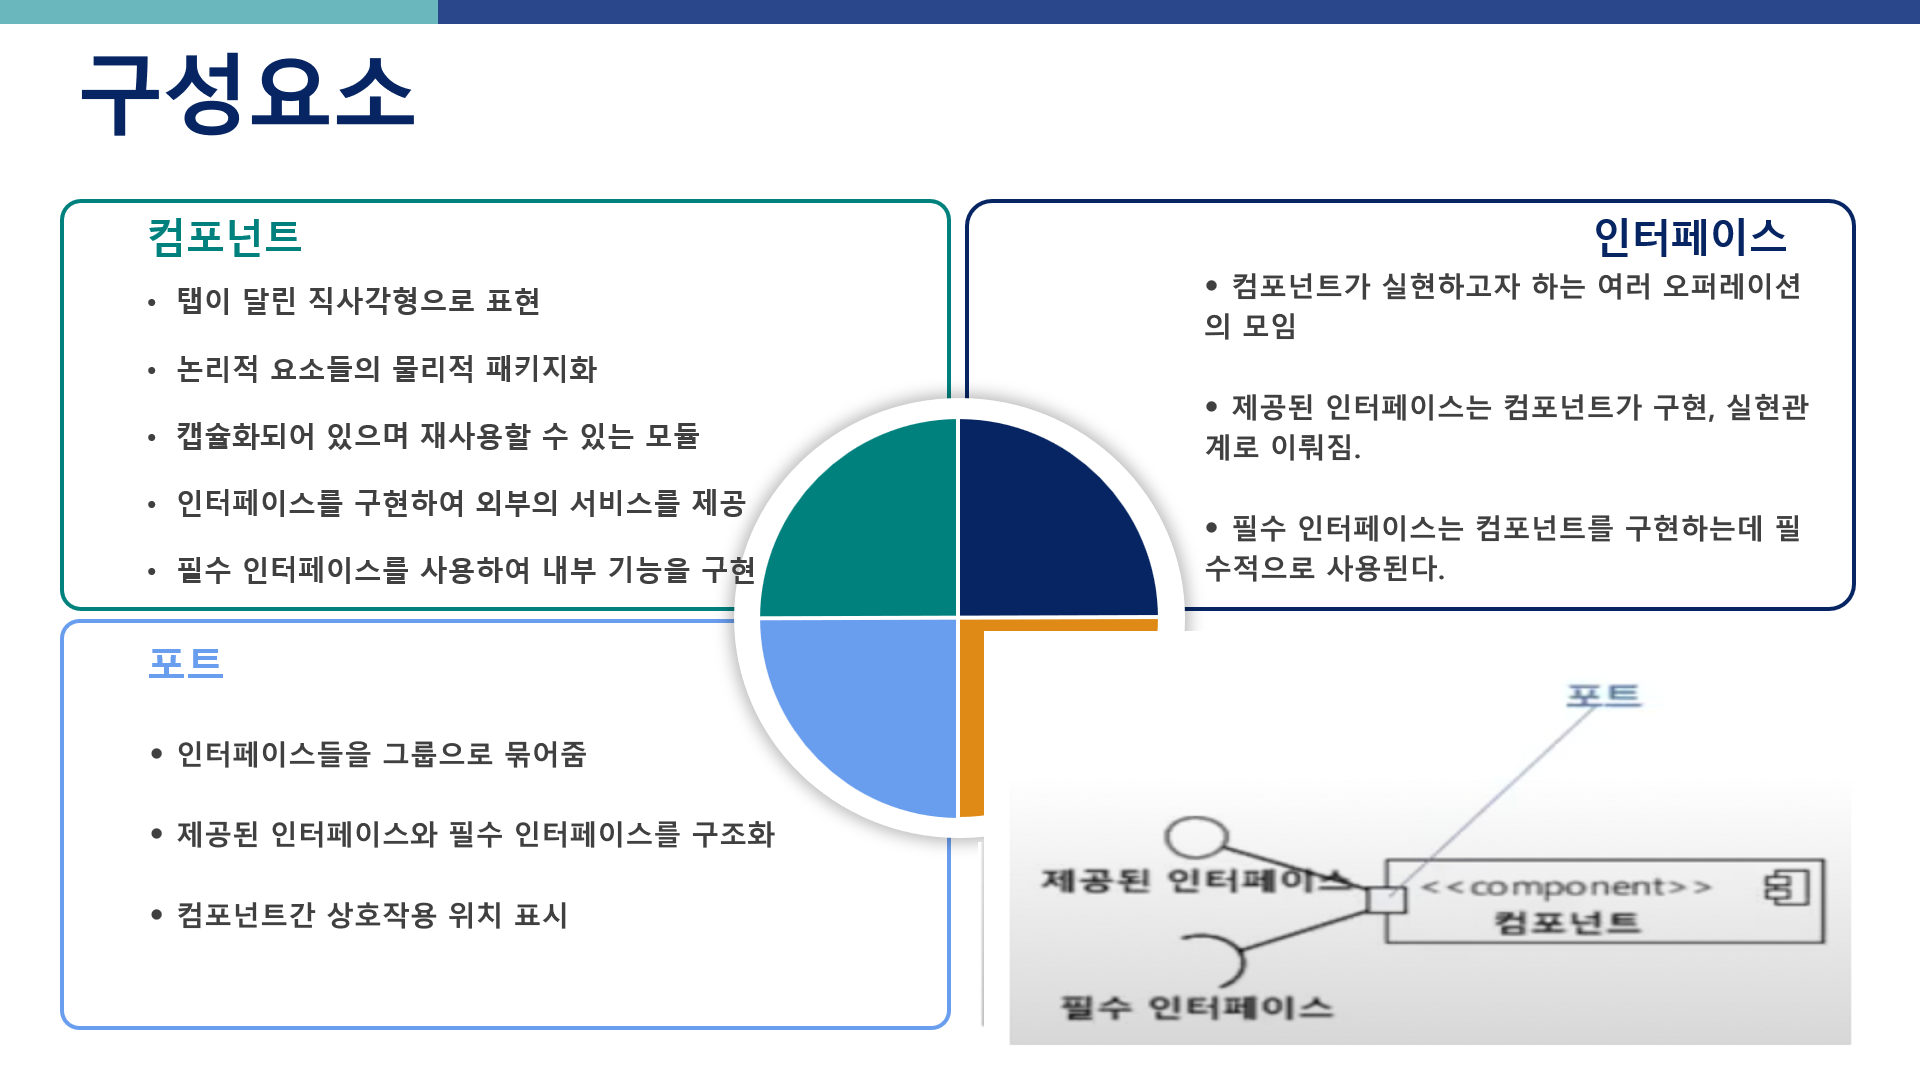 구성요소
컴포넌트
• 탭이 달린 직사각형으로 표현
• 논리적 요소들의 물리적 패키지화
• 캡슐화되어 있으며 재사용할 수 있는 모듈
• 인터페이스를 구현하여 외부의 서비스를 제공
• 필수 인터페이스를 사용하여 내부 기능을 구현
인터페이스
• 컴포넌트가 실현하고자 하는 여러 오퍼레이션
의 모임
• 제공된 인터페이스는 컴포넌트가 구현, 실현관
계로 이뤄짐.
• 필수 인터페이스는 컴포넌트를 구현하는데 필
수적으로 사용된다.
포트
• 인터페이스들을 그룹으로 묶어줌
• 제공된 인터페이스와 필수 인터페이스를 구조화
• 컴포넌트간 상호작용 위치 표시
포트
제공된 인터페이스
<<component>>
컴포넌트
필수 인터페이스